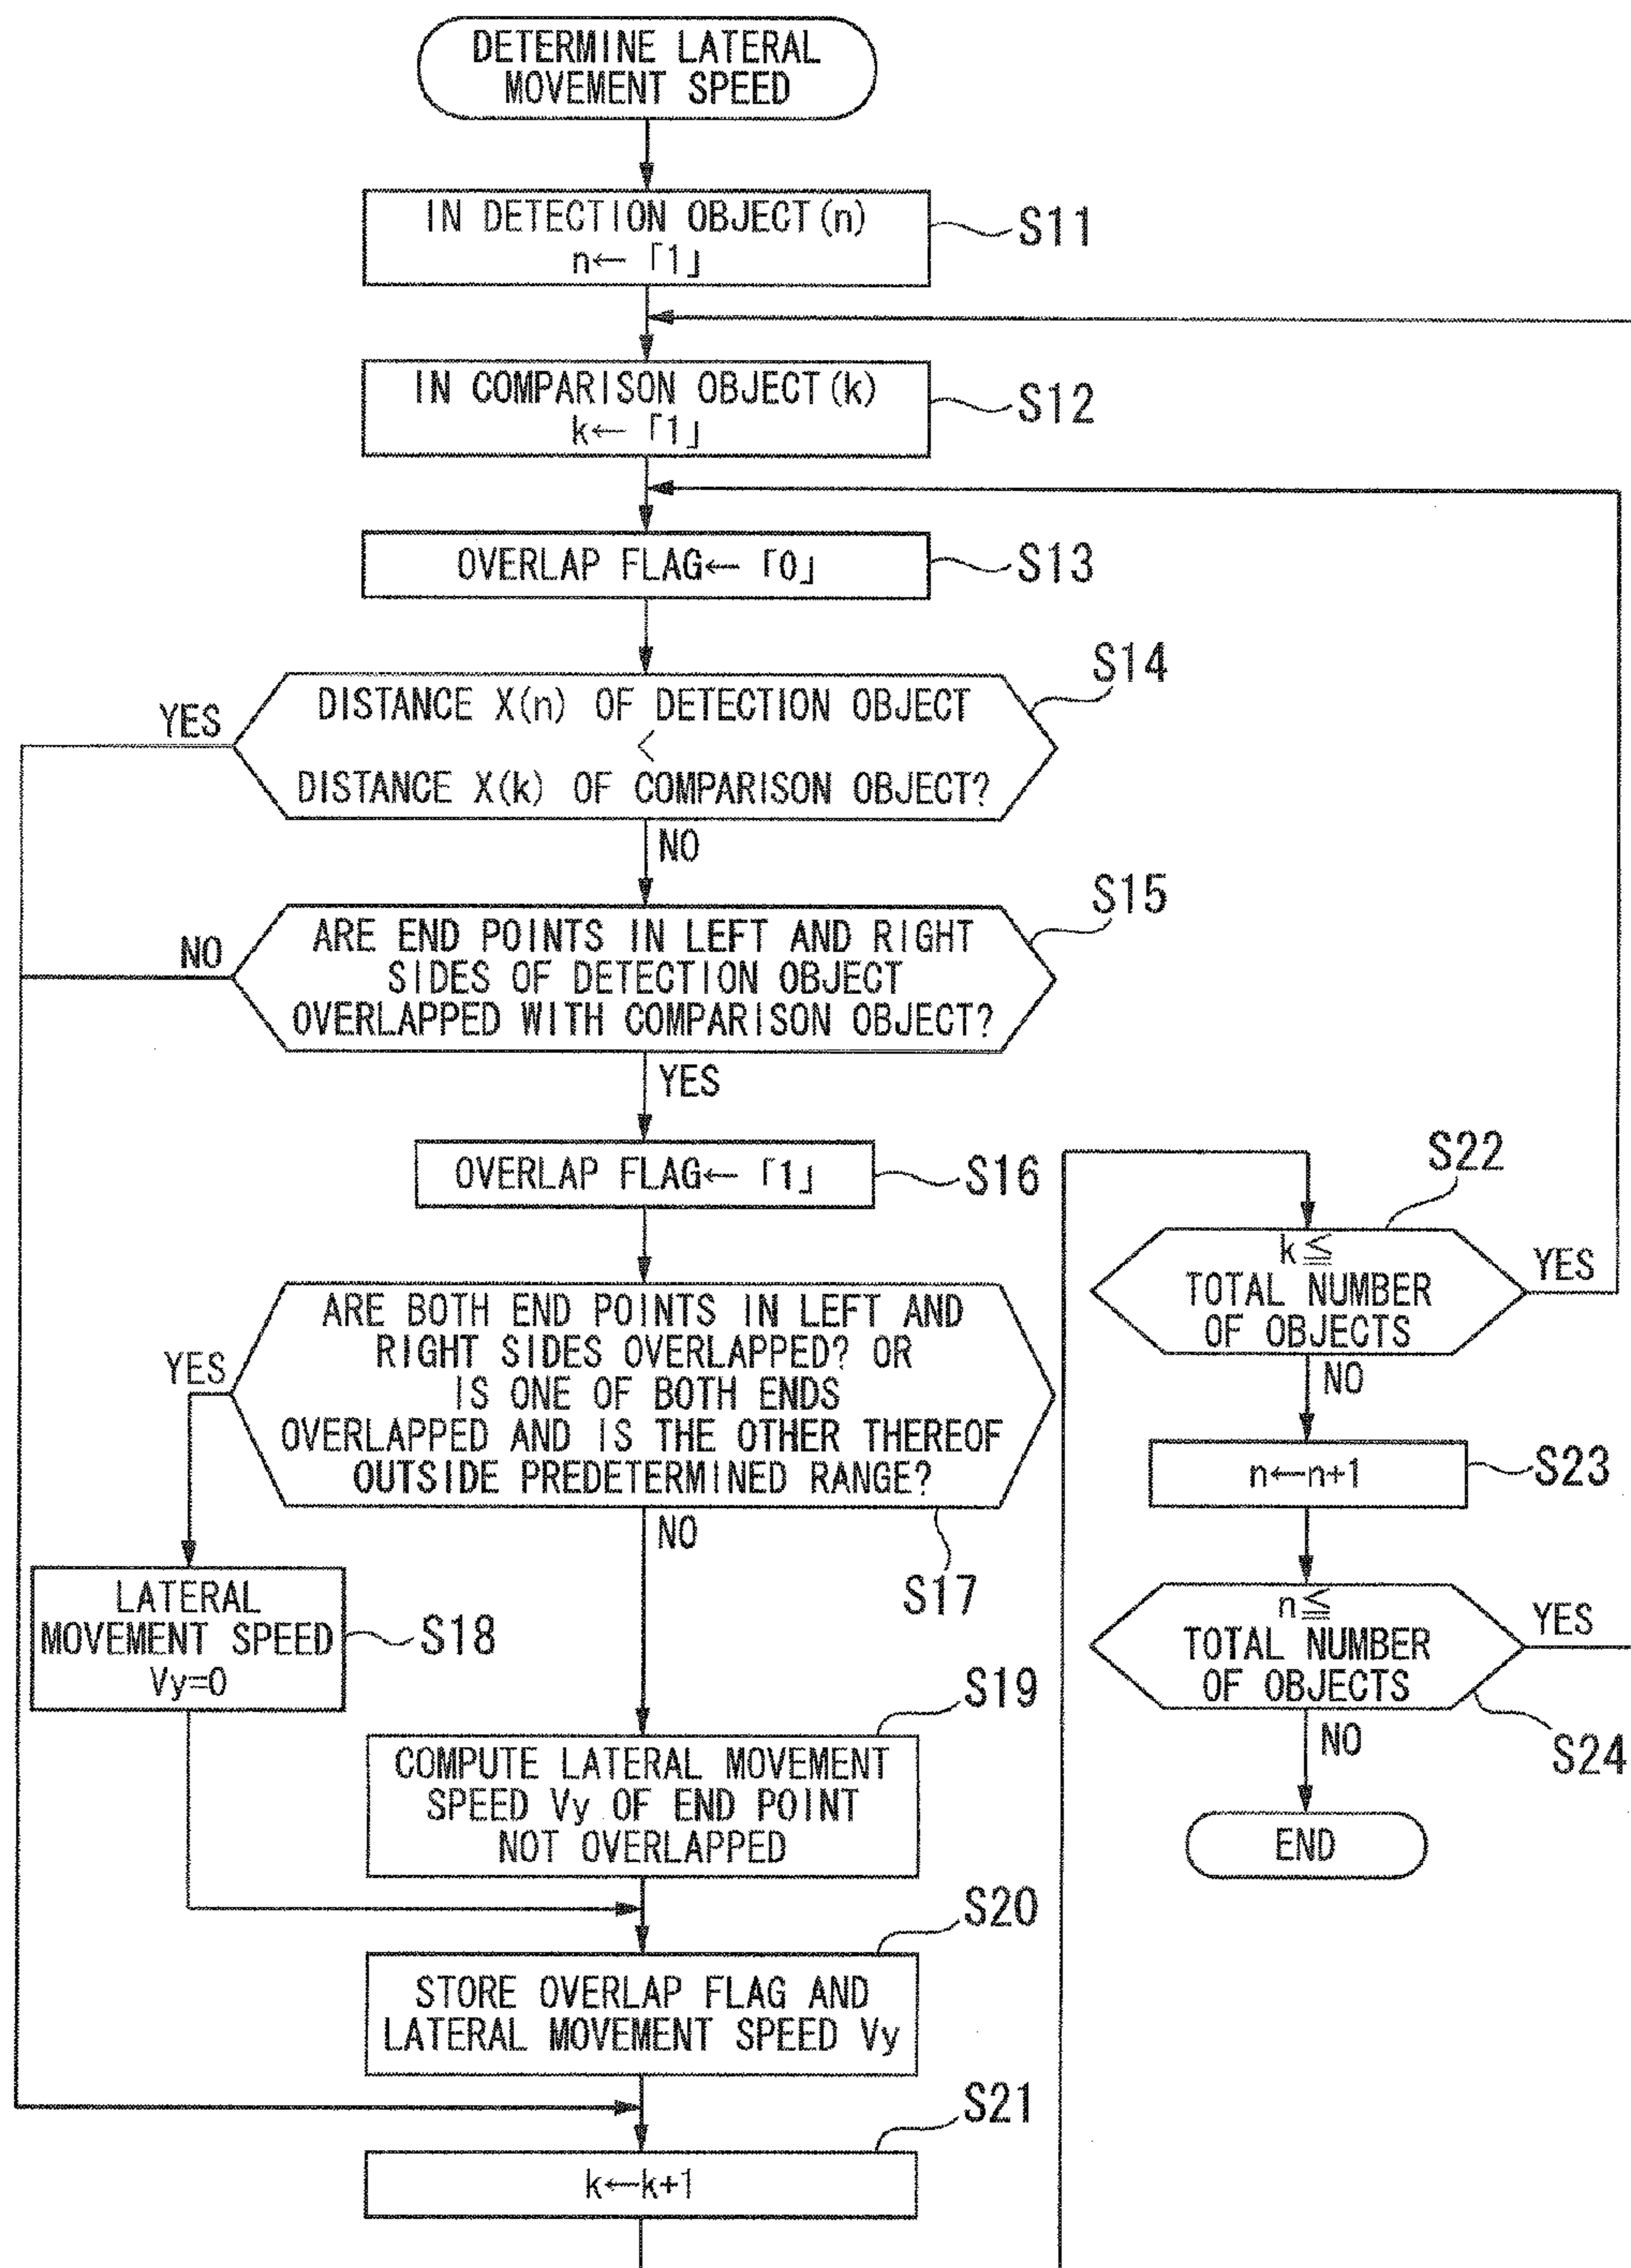 DETERMINE LATERAL
MOVEMENT SPEED
IN DETECTION OBJECT(n)
n←「1」
S11
IN COMPARISON OBJECT(k)
k←「1」
S12
OVERLAP FLAG←「0」
S13
S14
YES
DISTANCE X(n) OF DETECTION OBJECT
<
DISTANCE X(k) OF COMPARISON OBJECT?
NO
S15
NO
ARE END POINTS IN LEFT AND RIGHT
SIDES OF DETECTION OBJECT
OVERLAPPED WITH COMPARISON OBJECT?
YES
OVERLAP FLAG←「1」
S16
YES
ARE BOTH END POINTS IN LEFT AND
RIGHT SIDES OVERLAPPED? OR
IS ONE OF BOTH ENDS
OVERLAPPED AND IS THE OTHER THEREOF
OUTSIDE PREDETERMINED RANGE?
NO
S17
LATERAL
MOVEMENT SPEED
Vy=0
S18
S19
COMPUTE LATERAL MOVEMENT
SPEED Vy OF END POINT
NOT OVERLAPPED
S20
STORE OVERLAP FLAG AND
LATERAL MOVEMENT SPEED Vy
S21
k←k+1
S22
k≦
TOTAL NUMBER
OF OBJECTS
YES
NO
n←n+1
S23
n≦
TOTAL NUMBER
OF OBJECTS
YES
S24
NO
END